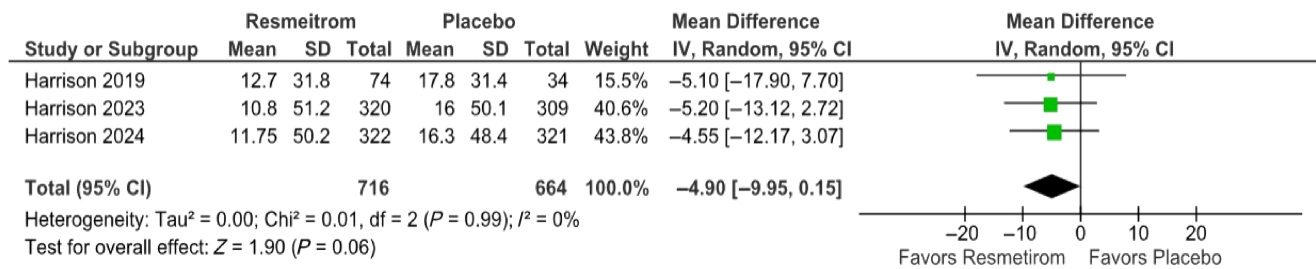 Resmeitrom Placebo Mean Difference Mean Difference
Study or Subgroup Mean SD Total Mean SD Total Weight IV, Random, 95% CI IV, Random, 95% CI
Harrison 2019 12.7 31.8 74 17.8 31.4 34 15.5% −5.10 [−17.90, 7.70]
Harrison 2023 10.8 51.2 320 16 50.1 309 40.6% −5.20 [−13.12, 2.72]
Harrison 2024 11.75 50.2 322 16.3 48.4 321 43.8% −4.55 [−12.17, 3.07]
Total (95% CI) 716 664 100.0% −4.90 [−9.95, 0.15]
Heterogeneity: Tau² = 0.00; Chi² = 0.01, df = 2 (P = 0.99); I² = 0%
Test for overall effect: Z = 1.90 (P = 0.06)
−20 −10 0 10 20
Favors Resmetirom Favors Placebo